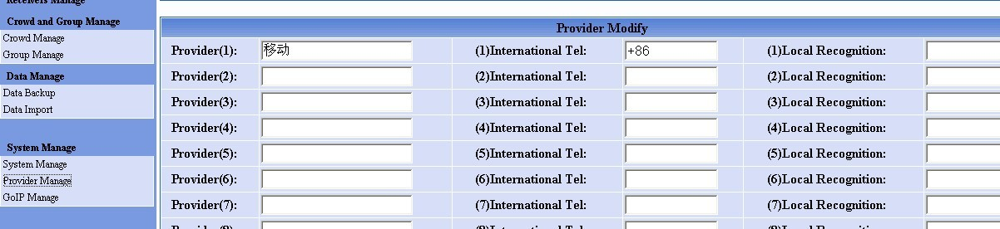 Receivers Manage
Crowd and Group Manage
Crowd Manage
Group Manage
Data Manage
Data Backup
Data Import
System Manage
System Manage
Provider Manage
GoIP Manage
Provider Modify
Provider(1): 移动 (1)International Tel: +86 (1)Local Recognition:
Provider(2): (2)International Tel: (2)Local Recognition:
Provider(3): (3)International Tel: (3)Local Recognition:
Provider(4): (4)International Tel: (4)Local Recognition:
Provider(5): (5)International Tel: (5)Local Recognition:
Provider(6): (6)International Tel: (6)Local Recognition:
Provider(7): (7)International Tel: (7)Local Recognition: